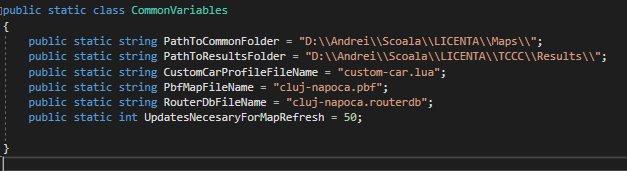 public static class CommonVariables
{
public static string PathToCommonFolder = "D:\\Andrei\\Scoala\\LICENTA\\Maps\\";
public static string PathToResultsFolder = "D:\\Andrei\\Scoala\\LICENTA\\TCCC\\Results\\";
public static string CustomCarProfileFileName = "custom-car.lua";
public static string PbfMapFileName = "cluj-napoca.pbf";
public static string RouterDbFileName = "cluj-napoca.routerdb";
public static int UpdatesNecesaryForMapRefresh = 50;
}